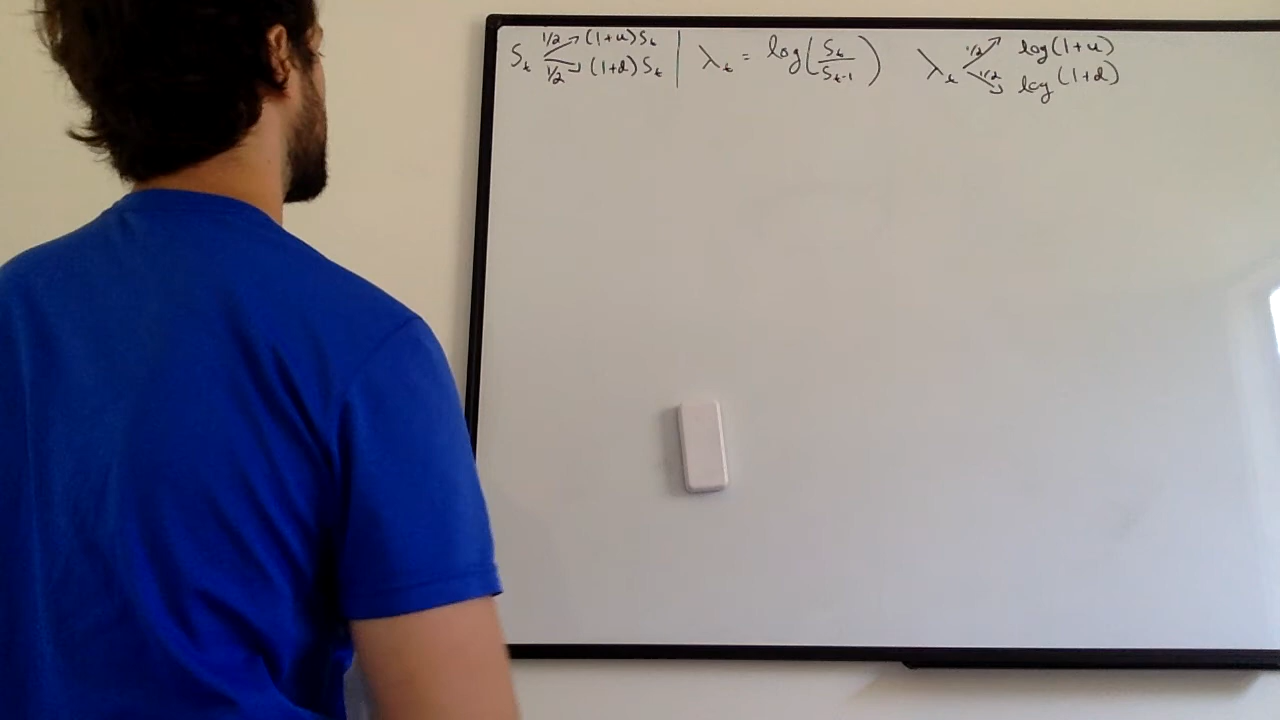 S_t 1/2 → (1+u)S_t | λ_t = log(S_t/S_{t-1}) λ_t 1/2 → log(1+u)
1/2 → (1+d)S_t 1/2 → log(1+d)